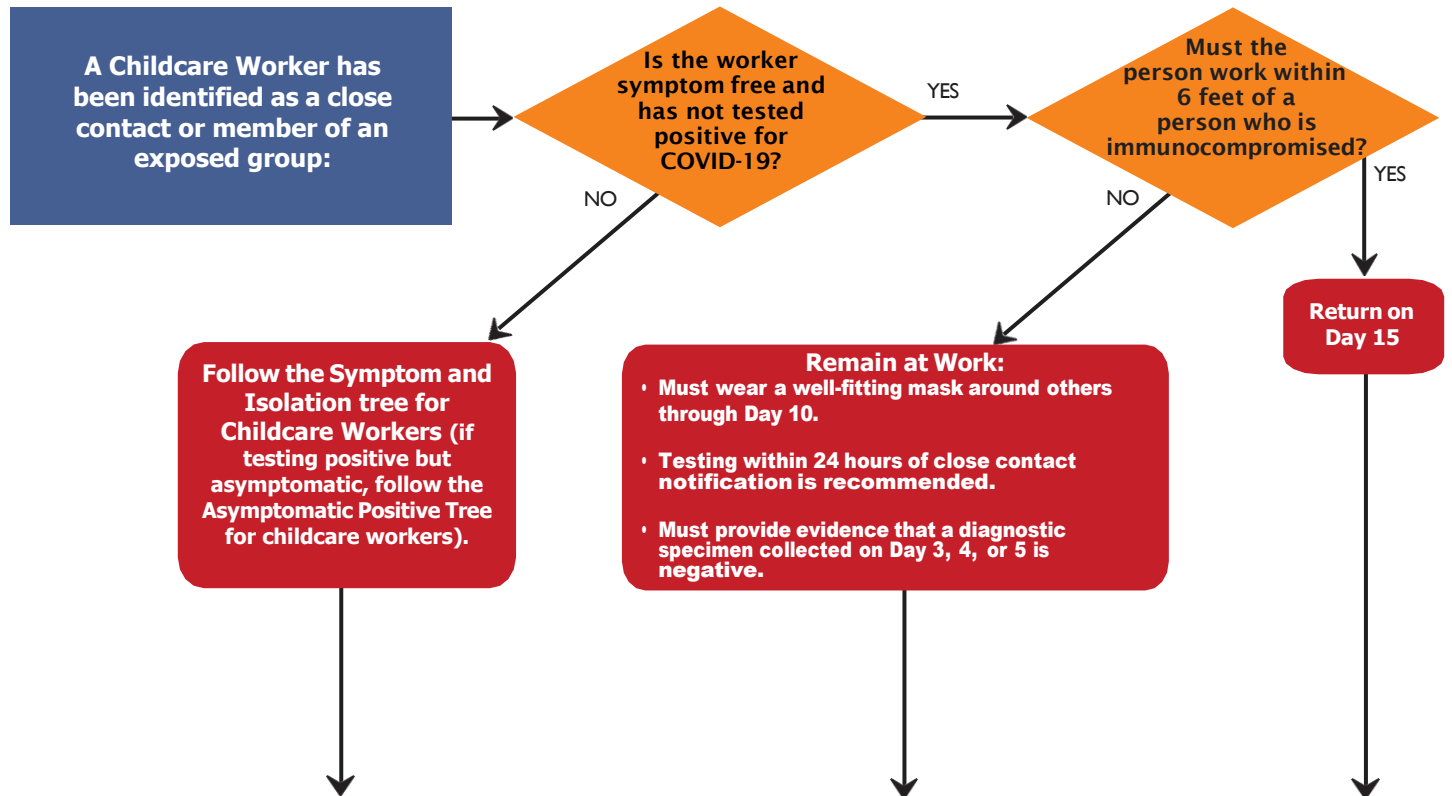 A Childcare Worker has
been identified as a close
contact or member of an
exposed group:
Is the worker
symptom free and
has not tested
positive for
COVID-19?
YES
NO
Must the
person work within
6 feet of a
person who is
immunocompromised?
YES
NO
Follow the Symptom and
Isolation tree for
Childcare Workers (if
testing positive but
asymptomatic, follow the
Asymptomatic Positive Tree
for childcare workers).
Remain at Work:
• Must wear a well-fitting mask around others
through Day 10.
• Testing within 24 hours of close contact
notification is recommended.
• Must provide evidence that a diagnostic
specimen collected on Day 3, 4, or 5 is
negative.
Return on
Day 15